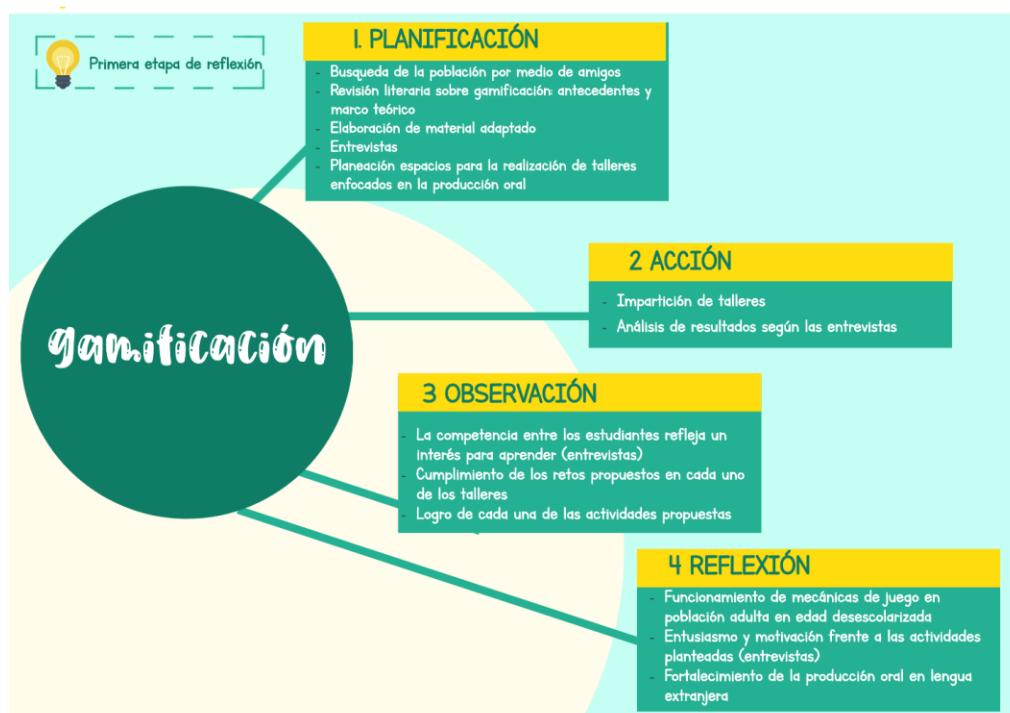 Primera etapa de reflexión
1. PLANIFICACIÓN
- Busqueda de la población por medio de amigos
- Revisión literaria sobre gamificación: antecedentes y
marco teórico
- Elaboración de material adaptado
- Entrevistas
- Planeación espacios para la realización de talleres
enfocados en la producción oral
2 ACCIÓN
- Impartición de talleres
- Análisis de resultados según las entrevistas
gamificación
3 OBSERVACIÓN
- La competencia entre los estudiantes refleja un
interés para aprender (entrevistas)
- Cumplimiento de los retos propuestos en cada uno
de los talleres
- Logro de cada una de las actividades propuestas
4 REFLEXIÓN
- Funcionamiento de mecánicas de juego en
población adulta en edad desescolarizada
- Entusiasmo y motivación frente a las actividades
planteadas (entrevistas)
- Fortalecimiento de la producción oral en lengua
extranjera